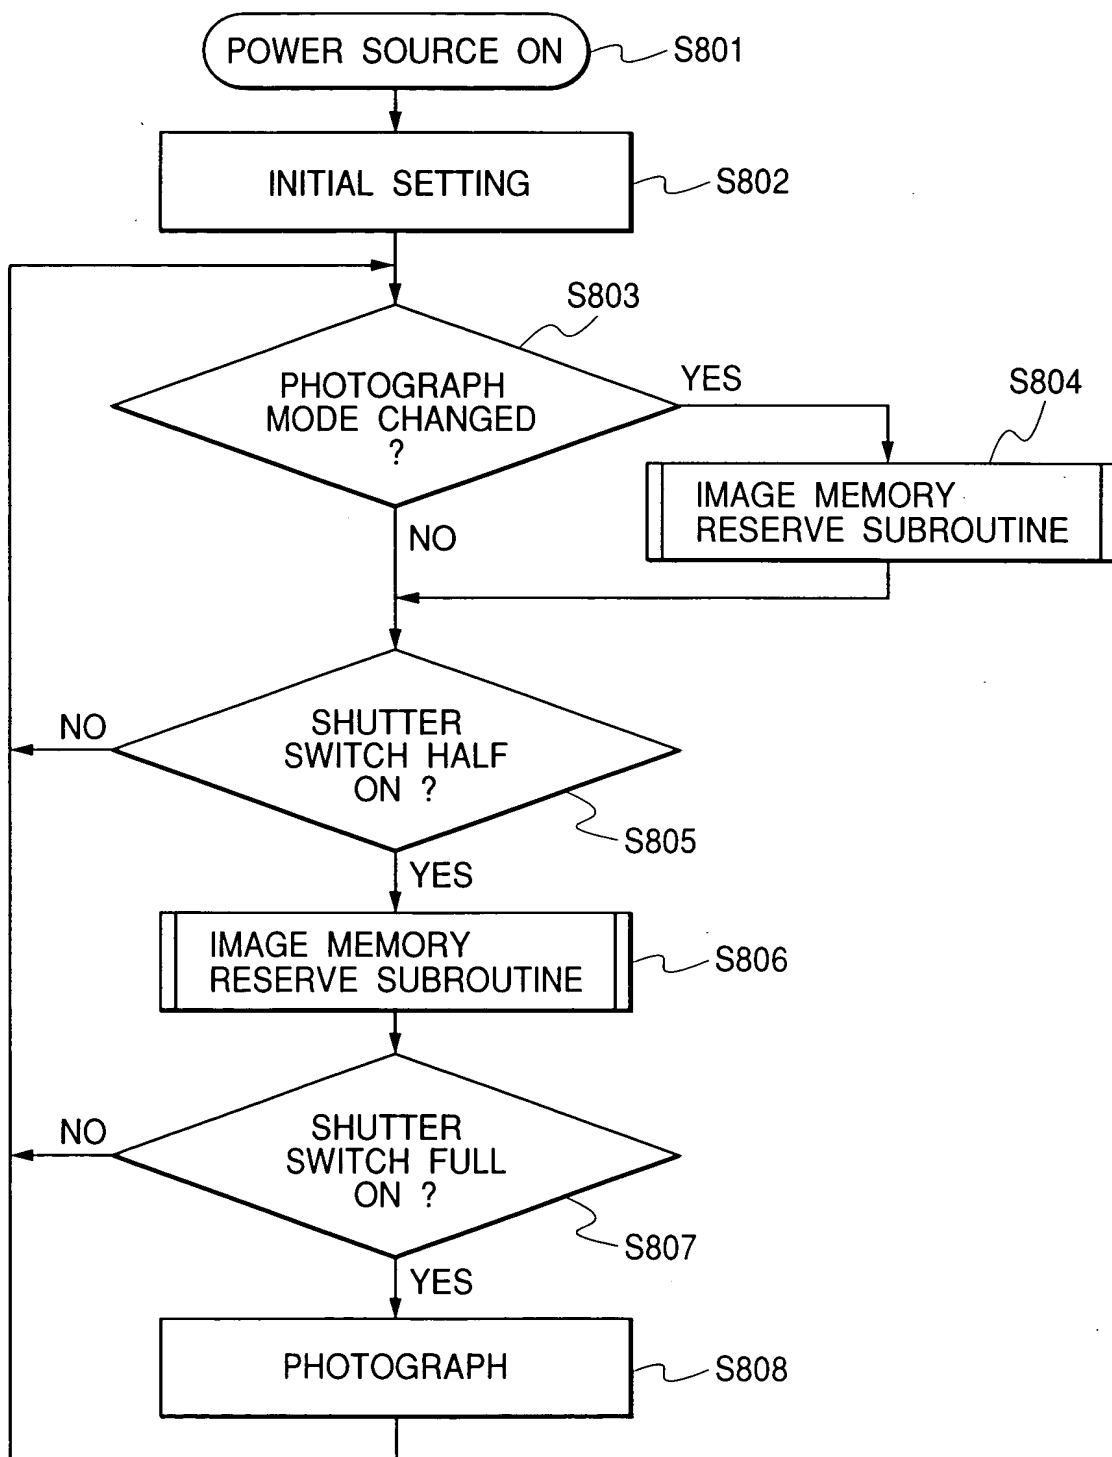 POWER SOURCE ON
S801
INITIAL SETTING
S802
S803
PHOTOGRAPH
MODE CHANGED
?
YES
S804
IMAGE MEMORY
RESERVE SUBROUTINE
NO
SHUTTER
SWITCH HALF
ON ?
NO
S805
YES
IMAGE MEMORY
RESERVE SUBROUTINE
S806
SHUTTER
SWITCH FULL
ON ?
NO
S807
YES
PHOTOGRAPH
S808